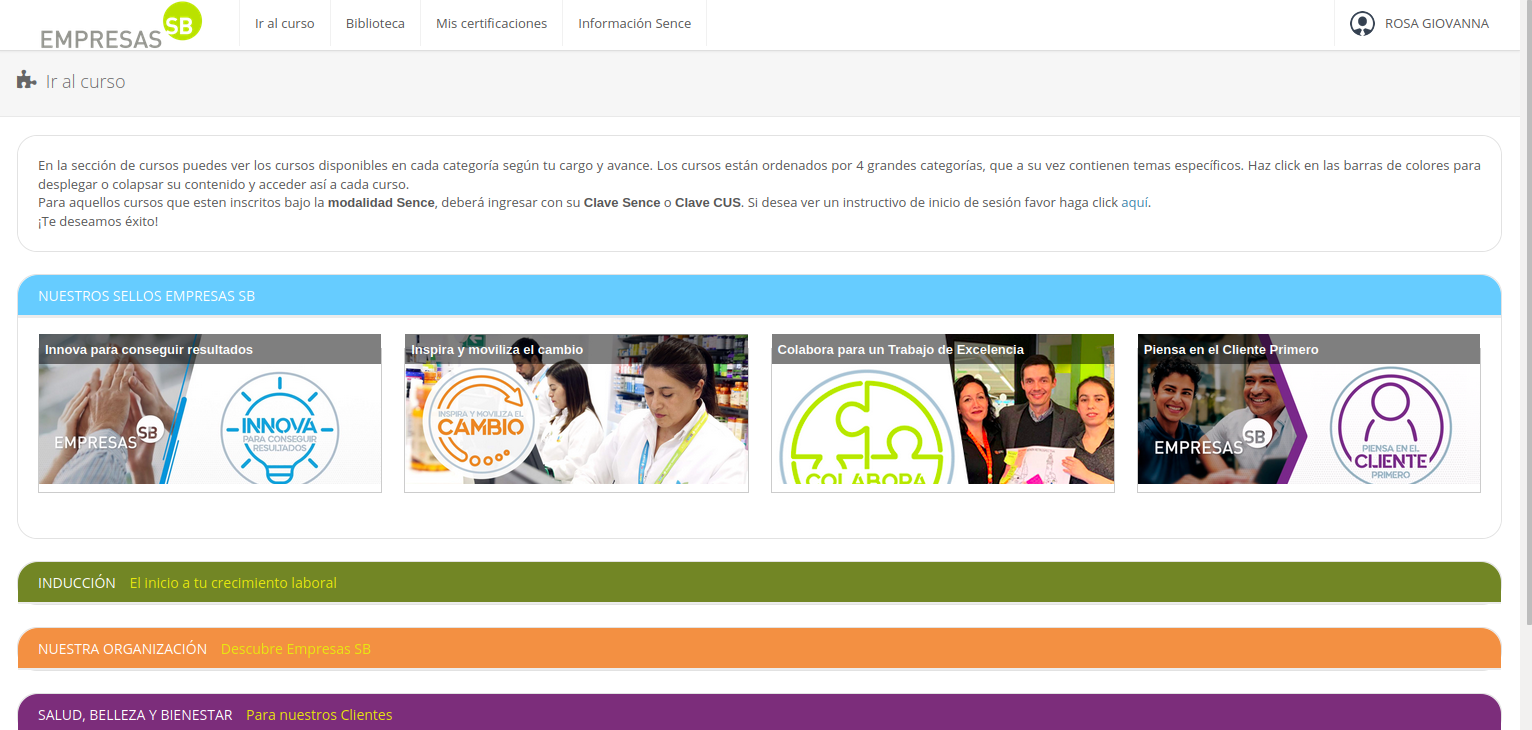 EMPRESAS SB
Ir al curso
Biblioteca
Mis certificaciones
Información Sence
ROSA GIOVANNA
Ir al curso
En la sección de cursos puedes ver los cursos disponibles en cada categoría según tu cargo y avance. Los cursos están ordenados por 4 grandes categorías, que a su vez contienen temas específicos. Haz click en las barras de colores para
desplegar o colapsar su contenido y acceder así a cada curso.
Para aquellos cursos que esten inscritos bajo la modalidad Sence, deberá ingresar con su Clave Sence o Clave CUS. Si desea ver un instructivo de inicio de sesión favor haga click aquí.
¡Te deseamos éxito!
NUESTROS SELLOS EMPRESAS SB
Innova para conseguir resultados
EMPRESAS SB
INNOVA
PARA CONSEGUIR
RESULTADOS
Inspira y moviliza el cambio
INSPIRA Y MOVILIZA EL
CAMBIO
Colabora para un Trabajo de Excelencia
COLABORA
Piensa en el Cliente Primero
EMPRESAS SB
PIENSA EN EL
CLIENTE
PRIMERO
INDUCCIÓN El inicio a tu crecimiento laboral
NUESTRA ORGANIZACIÓN Descubre Empresas SB
SALUD, BELLEZA Y BIENESTAR Para nuestros Clientes